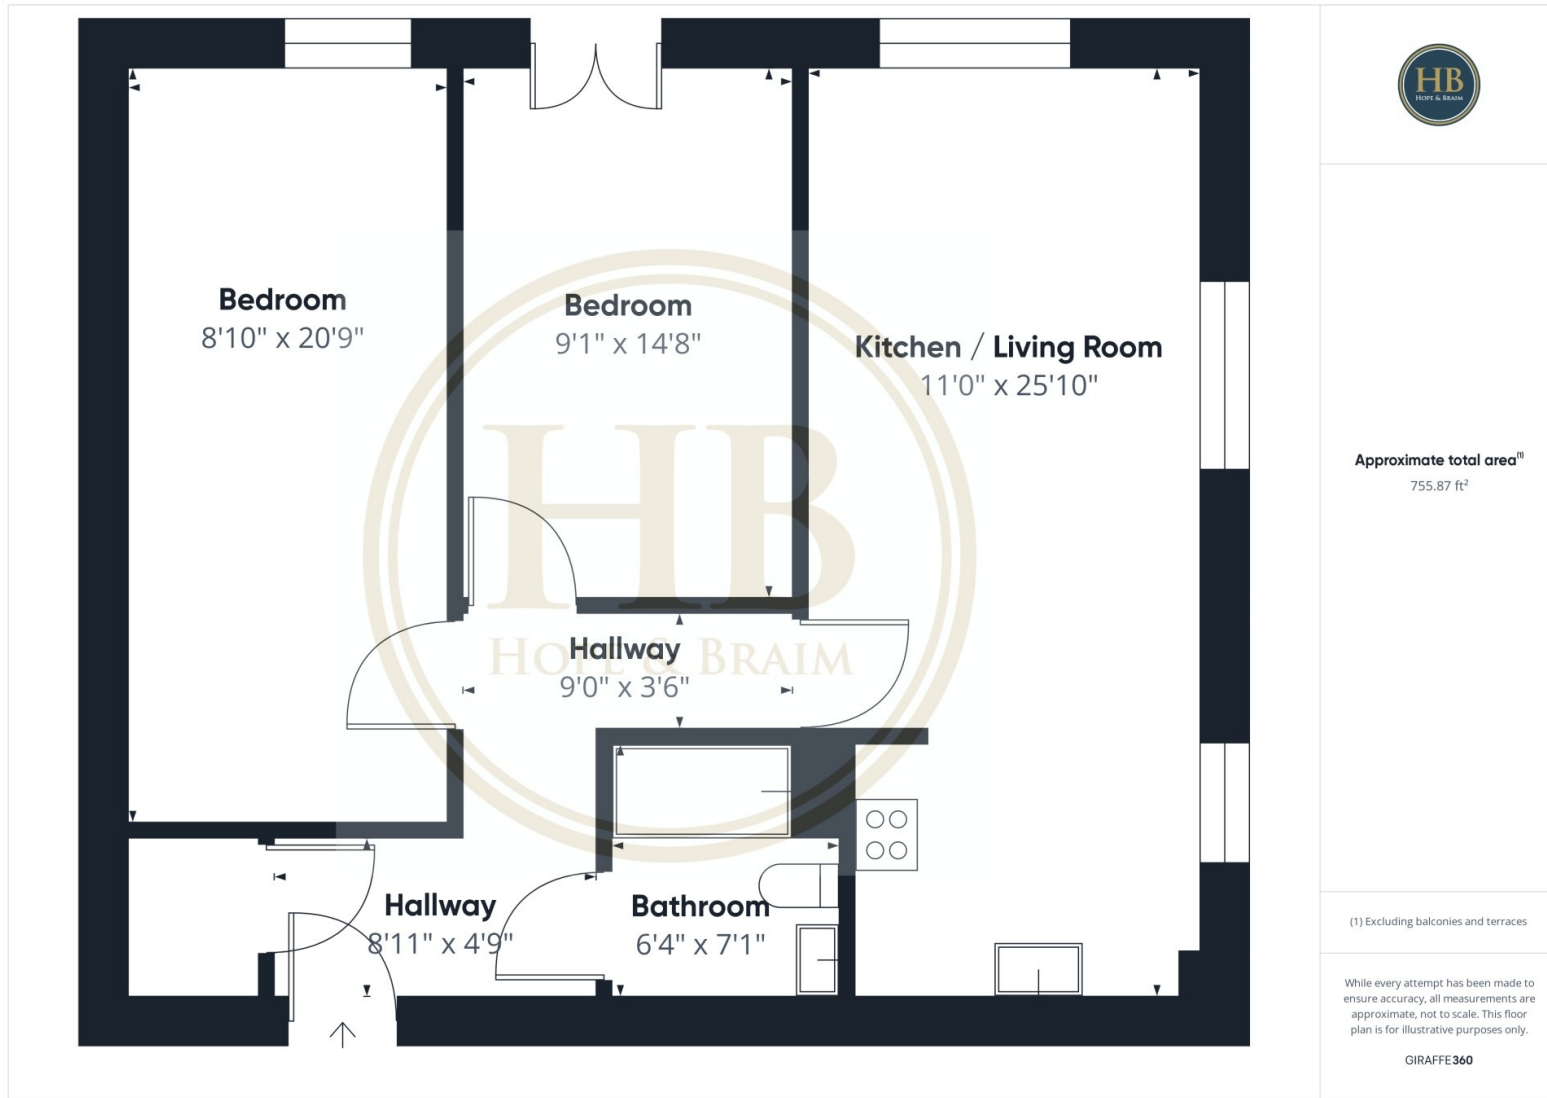 Bedroom
8'10" x 20'9"
Bedroom
9'1" x 14'8"
Kitchen / Living Room
11'0" x 25'10"
Hallway
9'0" x 3'6"
Hallway
8'11" x 4'9"
Bathroom
6'4" x 7'1"
HB
HOPE & BRAIM
HB
HOPE & BRAIM
Approximate total area(1)
755.87 ft²
(1) Excluding balconies and terraces
While every attempt has been made to
ensure accuracy, all measurements are
approximate, not to scale. This floor
plan is for illustrative purposes only.
GIRAFFE360